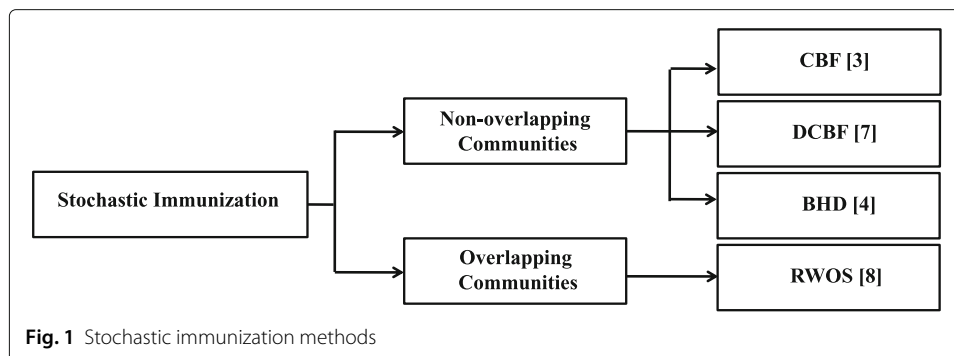 Stochastic Immunization
Non-overlapping
Communities
Overlapping
Communities
CBF [3]
DCBF [7]
BHD [4]
RWOS [8]
Fig. 1 Stochastic immunization methods